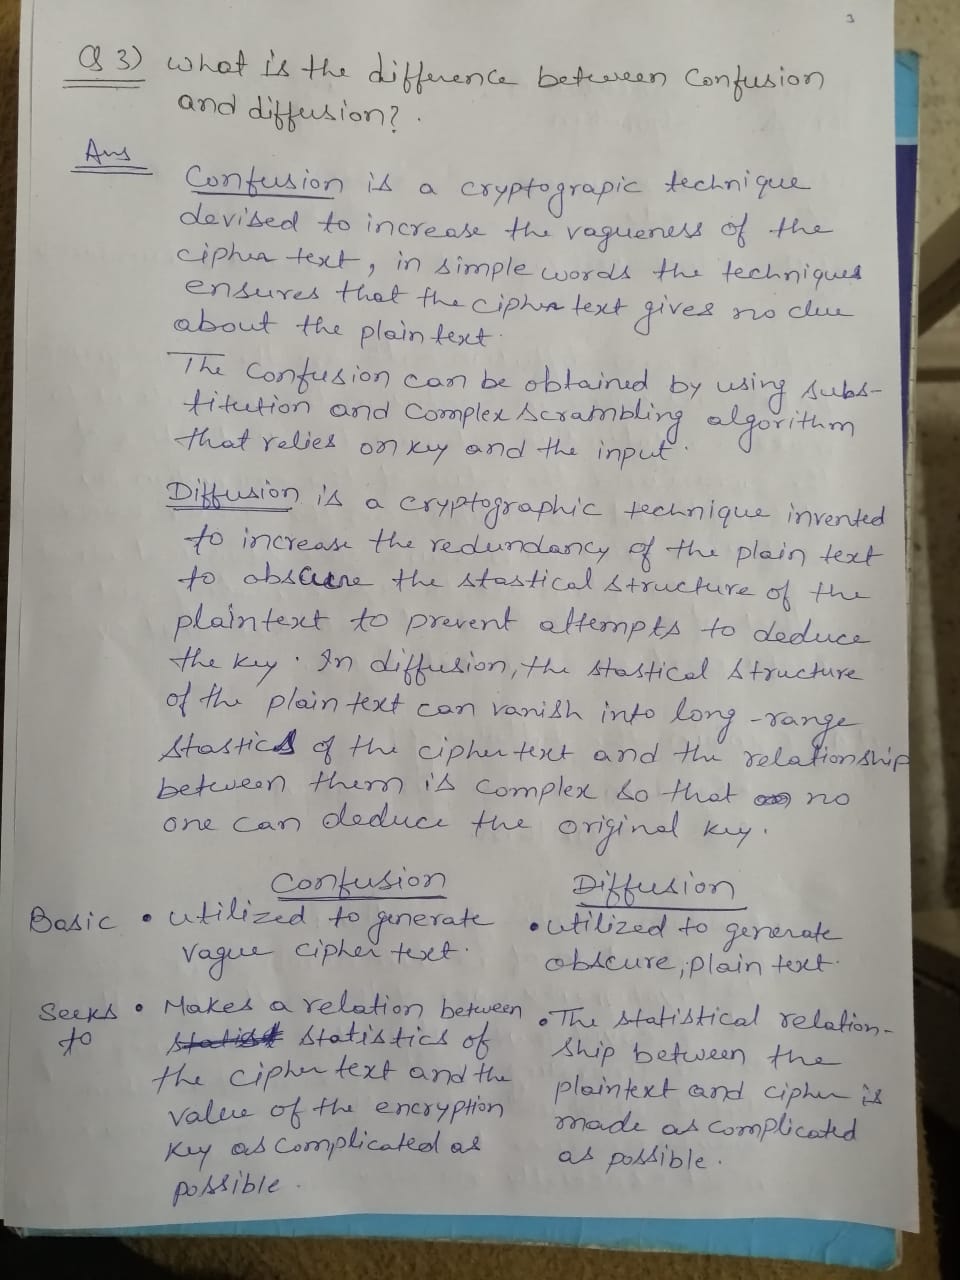 3
Q 3) what is the difference between Confusion
and diffusion? .
Ans
Confusion is a cryptograpic technique
devised to increase the vagueness of the
cipher text, in simple words the techniques
ensures that the cipher text gives no clue
about the plain text.
The Confusion can be obtained by using subs-
titution and Complex Scrambling algorithm
that relies on key and the input.
Diffusion is a cryptographic technique invented
to increase the redundancy of the plain text
to obscure the stastical structure of the
plaintext to prevent attempts to deduce
the key. In diffusion, the stastical structure
of the plain text can vanish into long-range
stastics of the cipher text and the relationship
between them is complex so that no
one can deduce the original key.
Confusion Diffusion
Basic • utilized to generate • utilized to generate
vague cipher text. obscure, plain text.
Seeks • Makes a relation between • The statistical relation-
to statistics of ship between the
the cipher text and the plaintext and cipher is
value of the encryption made as complicated
key as complicated as as possible.
possible.